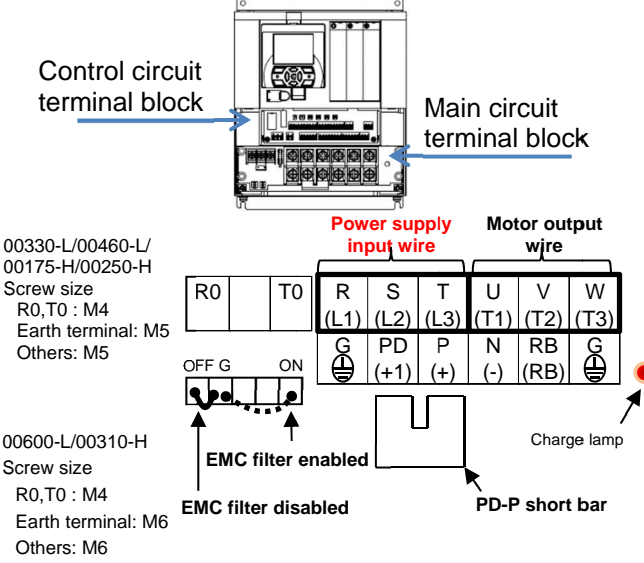 Control circuit
terminal block
Main circuit
terminal block
Power supply
input wire
Motor output
wire
00330-L/00460-L/
00175-H/00250-H
Screw size
R0,T0 : M4
Earth terminal: M5
Others: M5
R0 T0
R S T U V W
(L1) (L2) (L3) (T1) (T2) (T3)
G PD P N RB G
(+1) (+) (-) (RB)
OFF G ON
Charge lamp
EMC filter enabled
EMC filter disabled
PD-P short bar
00600-L/00310-H
Screw size
R0,T0 : M4
Earth terminal: M6
Others: M6